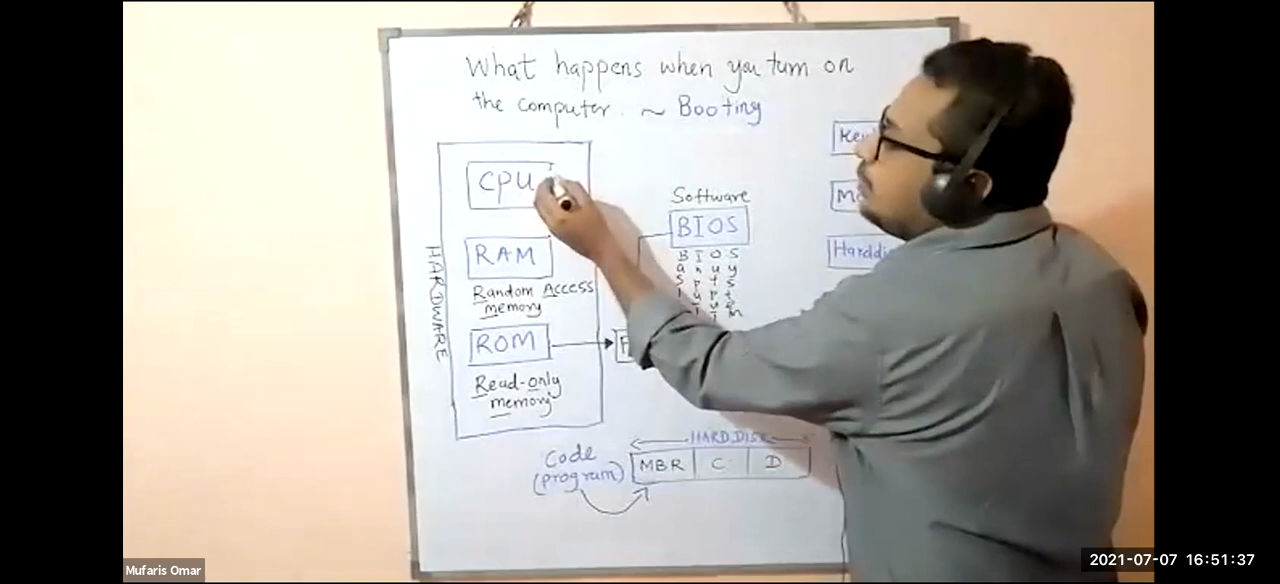 What happens when you turn on
the computer. ~ Booting
HARDWARE
CPU
RAM
Random Access
memory
ROM
Read-only
memory
Software
BIOS
B I O S
a n u y
s p t s
i u p t
c t u e
t m
F
Harddi
HARD DISK
MBR C D
Code
(program)
Mufaris Omar
2021-07-07 16:51:37